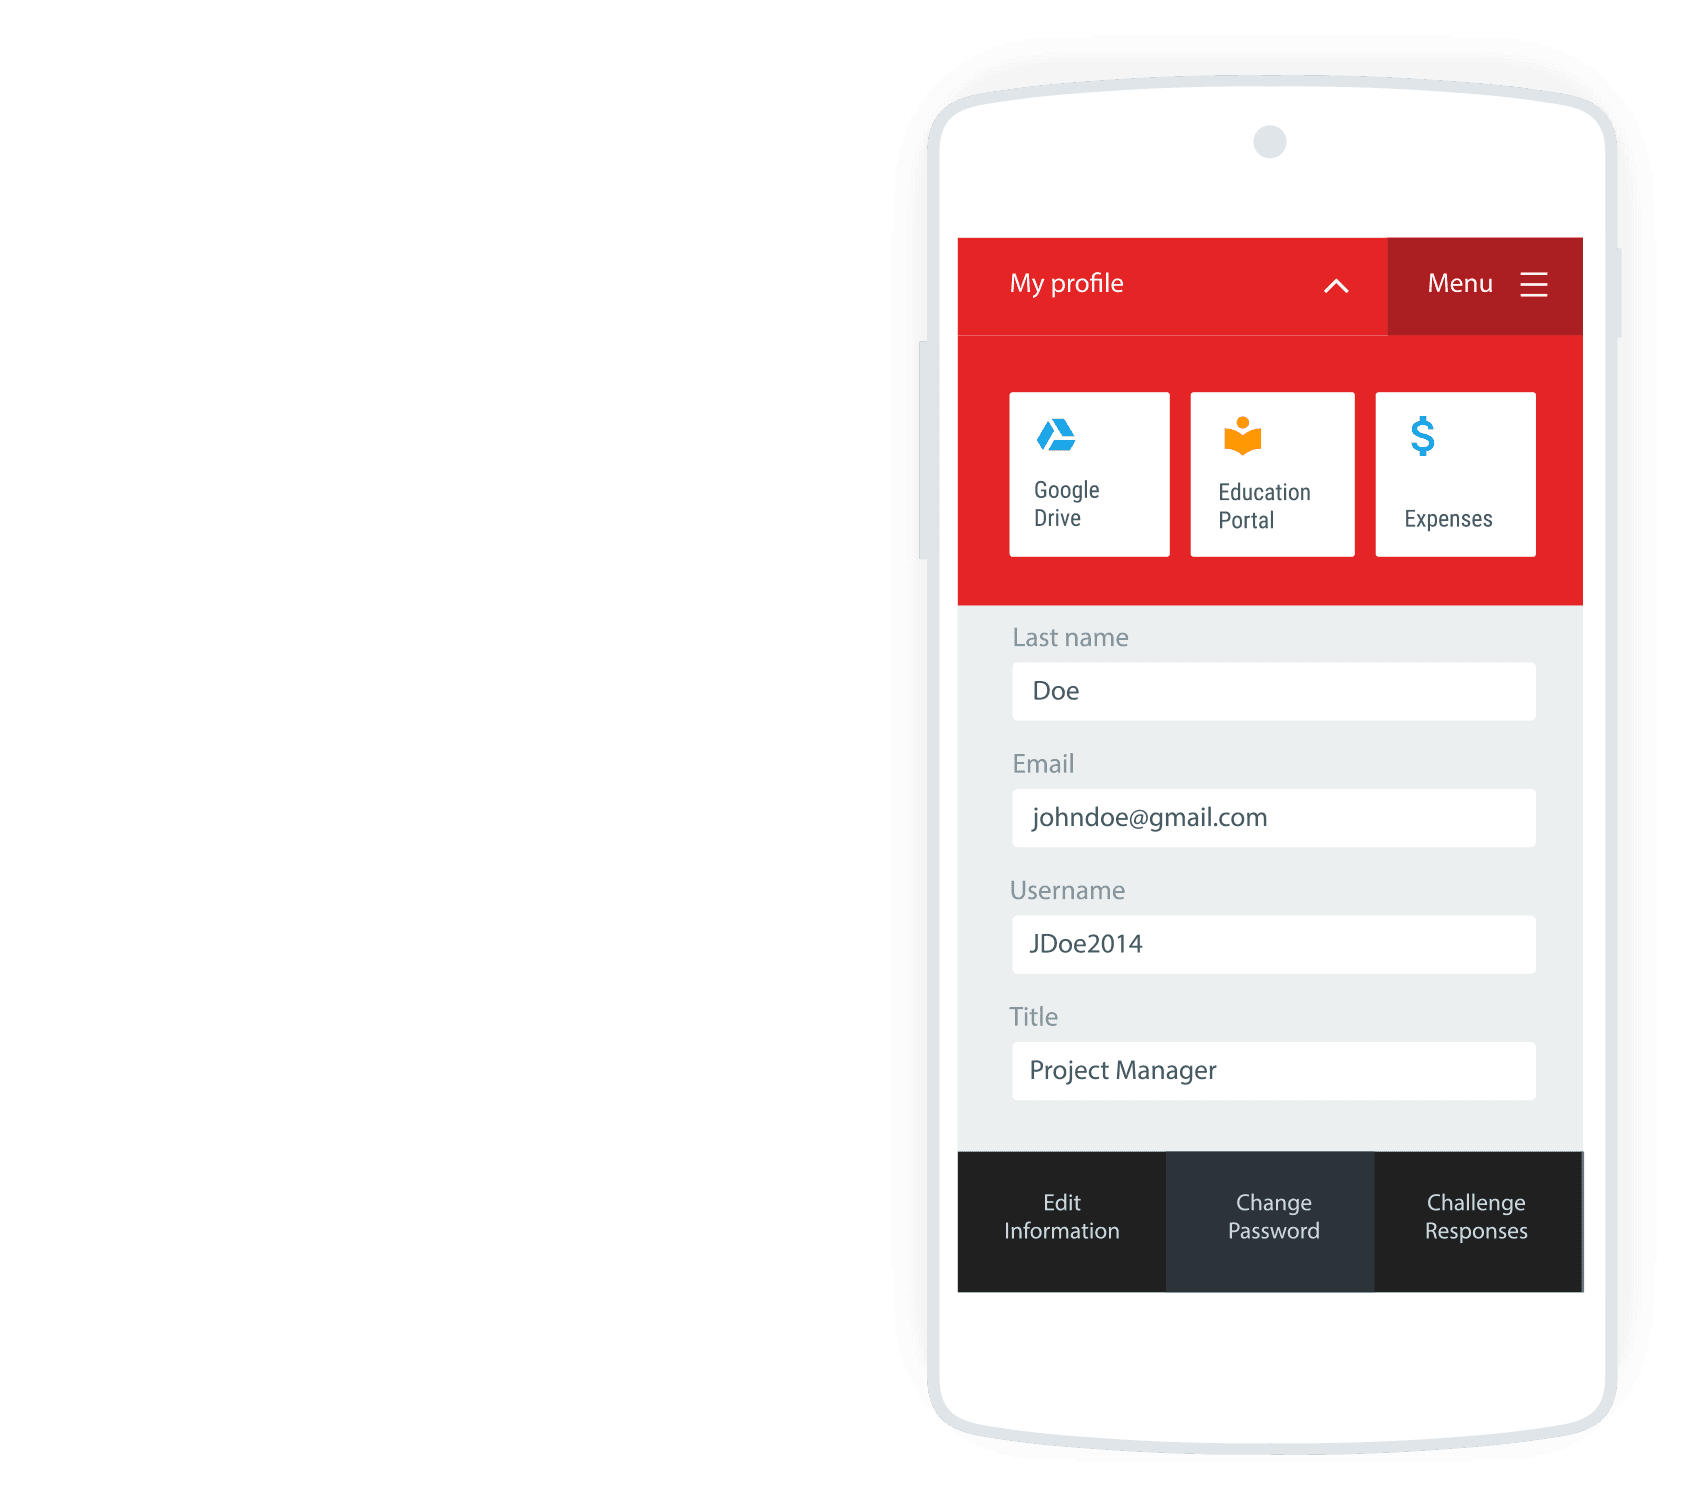 My profile
Menu
Google
Drive
Education
Portal
Expenses
Last name
Doe
Email
johndoe@gmail.com
Username
JDoe2014
Title
Project Manager
Edit
Information
Change
Password
Challenge
Responses